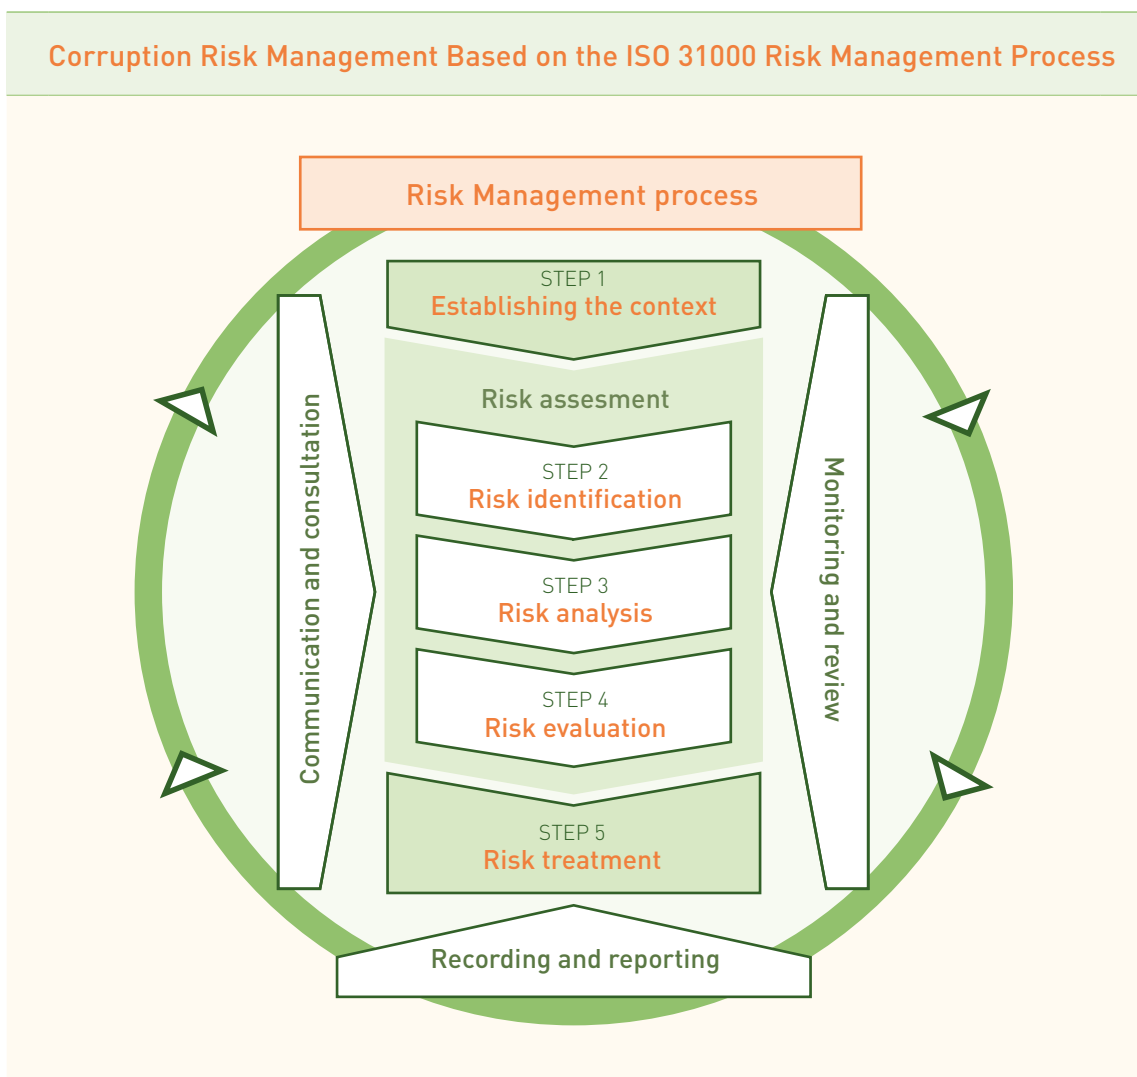 Corruption Risk Management Based on the ISO 31000 Risk Management Process
Risk Management process
STEP 1
Establishing the context
Risk assesment
STEP 2
Risk identification
STEP 3
Risk analysis
STEP 4
Risk evaluation
STEP 5
Risk treatment
Communication and consultation
Monitoring and review
Recording and reporting